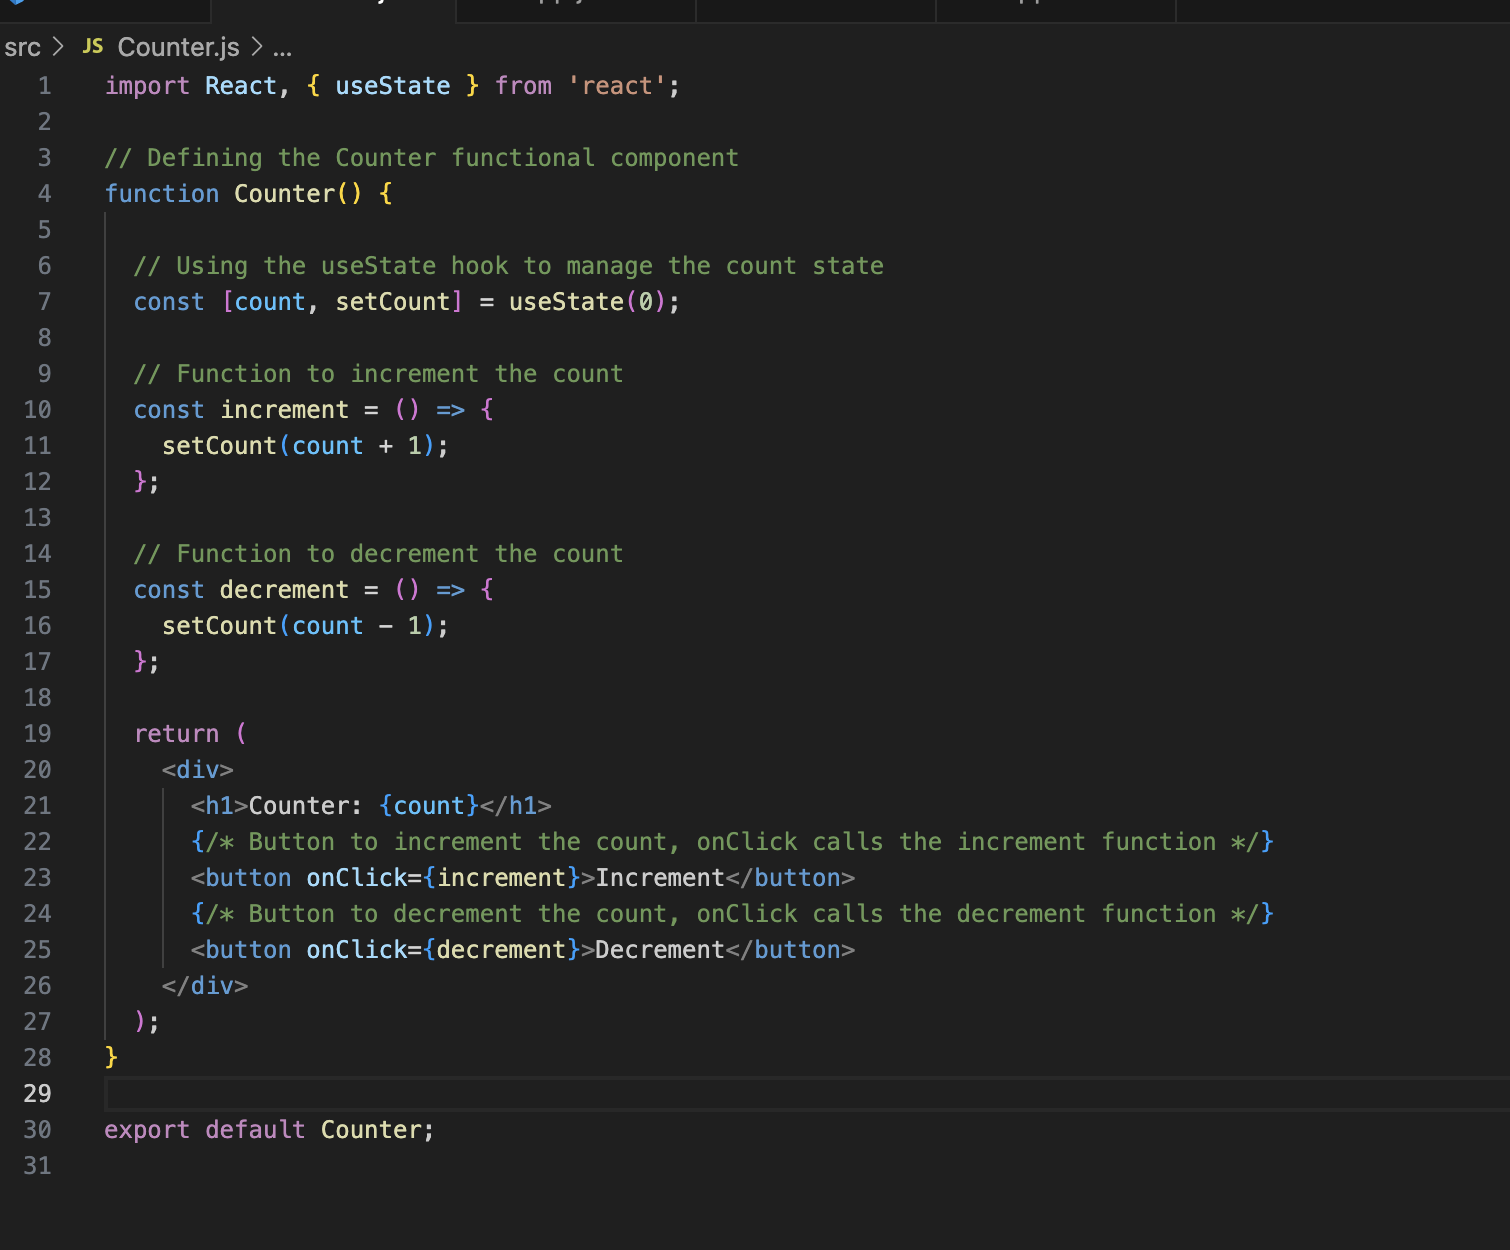 src > JS Counter.js > ...
1 import React, { useState } from 'react';
2
3 // Defining the Counter functional component
4 function Counter() {
5
6   // Using the useState hook to manage the count state
7   const [count, setCount] = useState(0);
8
9   // Function to increment the count
10   const increment = () => {
11     setCount(count + 1);
12   };
13
14   // Function to decrement the count
15   const decrement = () => {
16     setCount(count - 1);
17   };
18
19   return (
20     <div>
21       <h1>Counter: {count}</h1>
22       {/* Button to increment the count, onClick calls the increment function */}
23       <button onClick={increment}>Increment</button>
24       {/* Button to decrement the count, onClick calls the decrement function */}
25       <button onClick={decrement}>Decrement</button>
26     </div>
27   );
28 }
29
30 export default Counter;
31